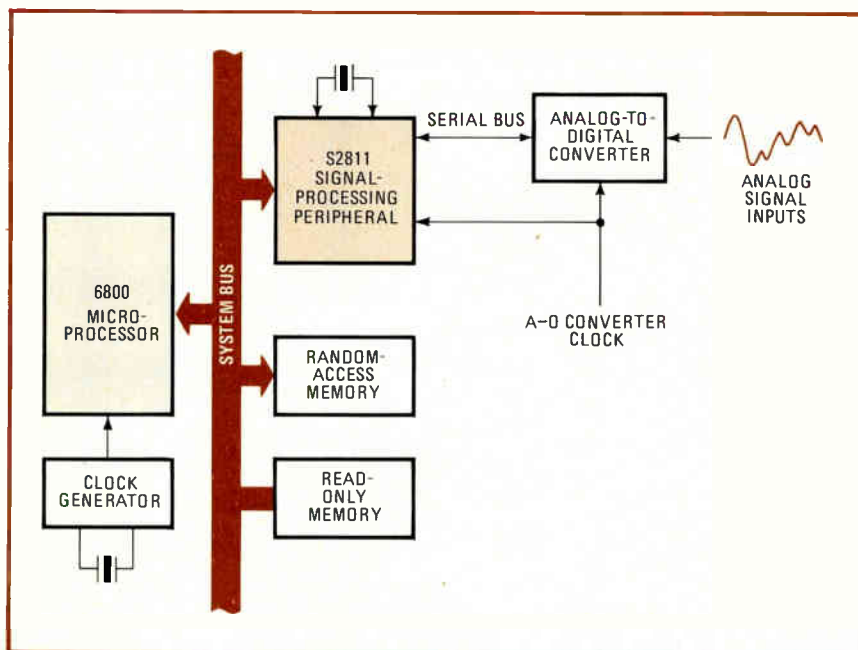 S2811
SIGNAL-
PROCESSING
PERIPHERAL
SERIAL BUS
ANALOG-TO-
DIGITAL
CONVERTER
ANALOG
SIGNAL
INPUTS
6800
MICRO-
PROCESSOR
SYSTEM BUS
A-O CONVERTER
CLOCK
RANDOM-
ACCESS
MEMORY
CLOCK
GENERATOR
READ-
ONLY
MEMORY